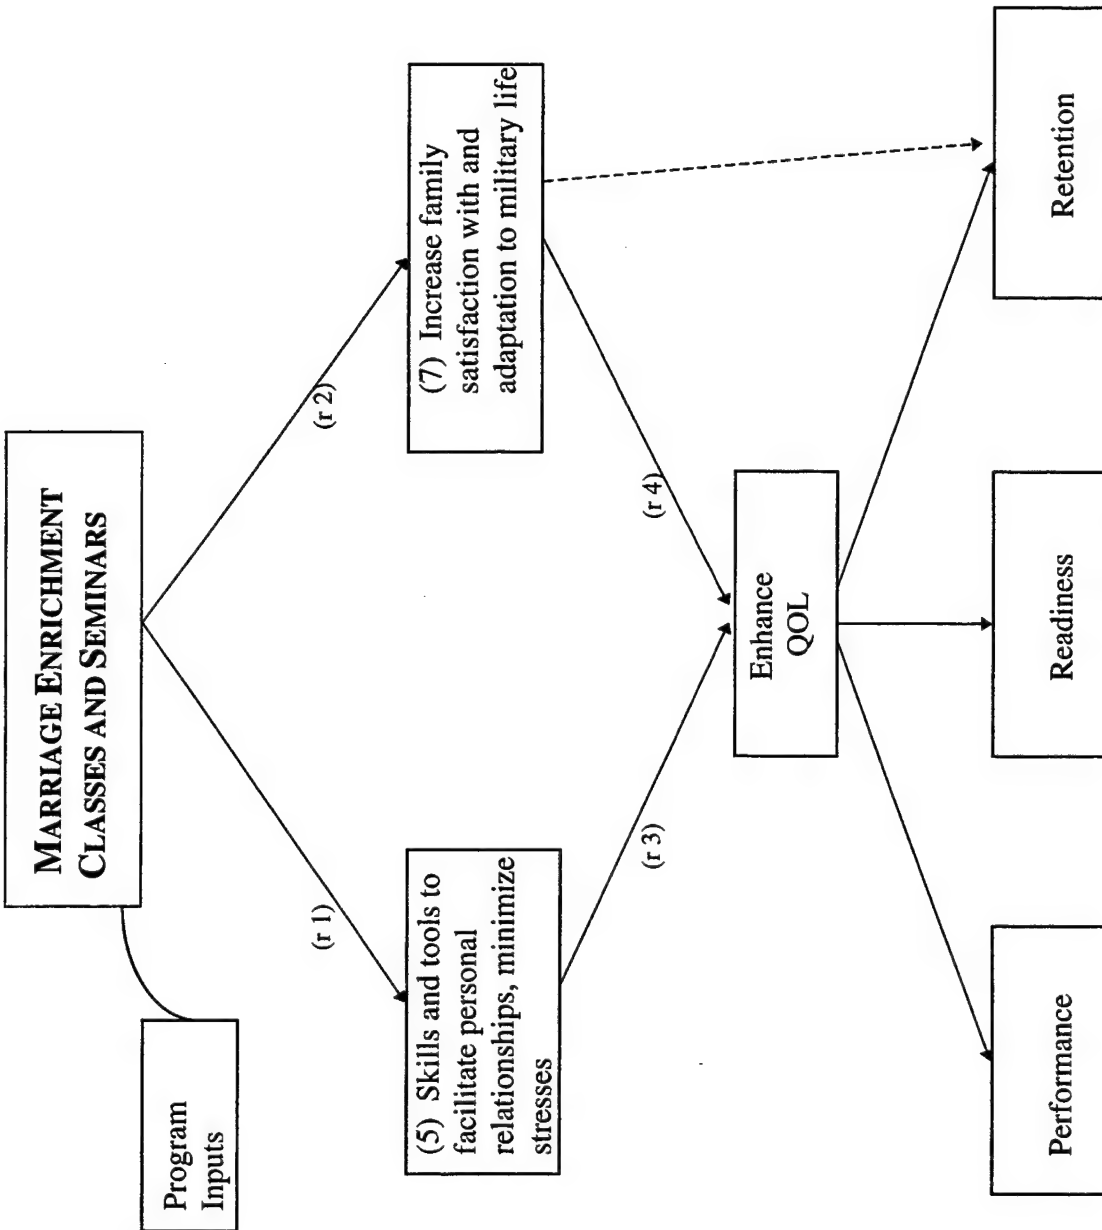 MARRIAGE ENRICHMENT
CLASSES AND SEMINARS
Program
Inputs
(r 1)
(r 2)
(5) Skills and tools to
facilitate personal
relationships, minimize
stresses
(7) Increase family
satisfaction with and
adaptation to military life
(r 3)
(r 4)
Enhance
QOL
Performance
Readiness
Retention